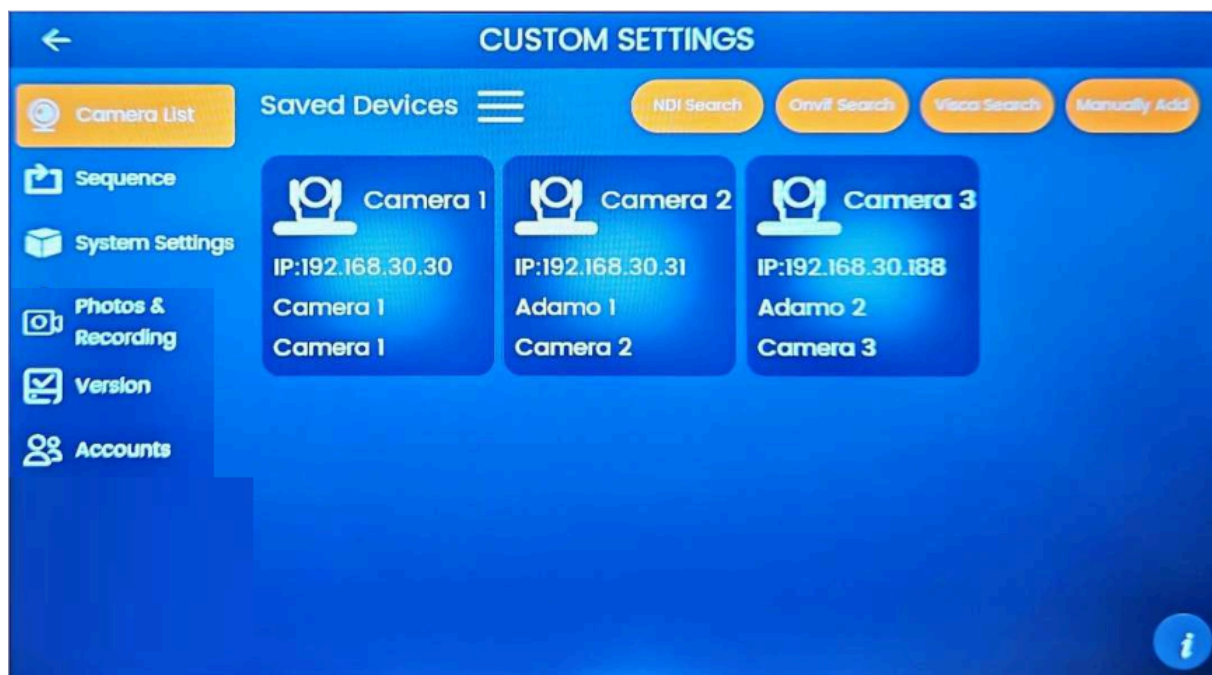 CUSTOM SETTINGS
Camera List
Saved Devices
NDI Search
Onvif Search
Visca Search
Manually Add
Sequence
System Settings
Photos &
Recording
Version
Accounts
Camera 1
IP:192.168.30.30
Camera 1
Camera 1
Camera 2
IP:192.168.30.31
Adamo 1
Camera 2
Camera 3
IP:192.168.30.188
Adamo 2
Camera 3
i